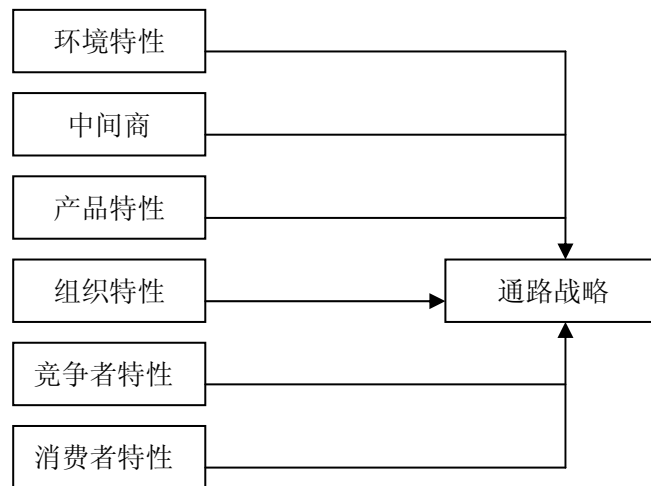 环境特性
中间商
产品特性
组织特性
通路战略
竞争者特性
消费者特性